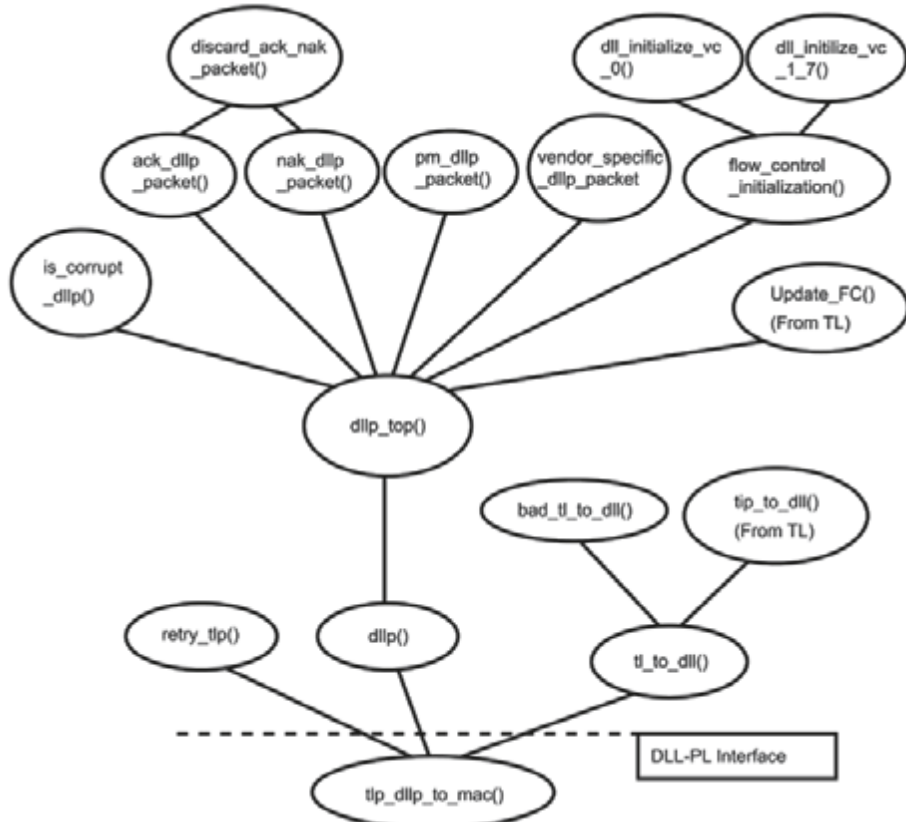 discard_ack_nak
_packet()
dll_initialize_vc
_0()
dll_initilize_vc
_1_7()
ack_dllp
_packet()
nak_dllp
_packet()
pm_dllp
_packet()
vendor_specific
_dllp_packet
flow_control
_initialization()
is_corrupt
_dllp()
Update_FC()
(From TL)
dllp_top()
bad_tl_to_dll()
tip_to_dll()
(From TL)
retry_tlp()
dllp()
tl_to_dll()
DLL-PL Interface
tlp_dllp_to_mac()